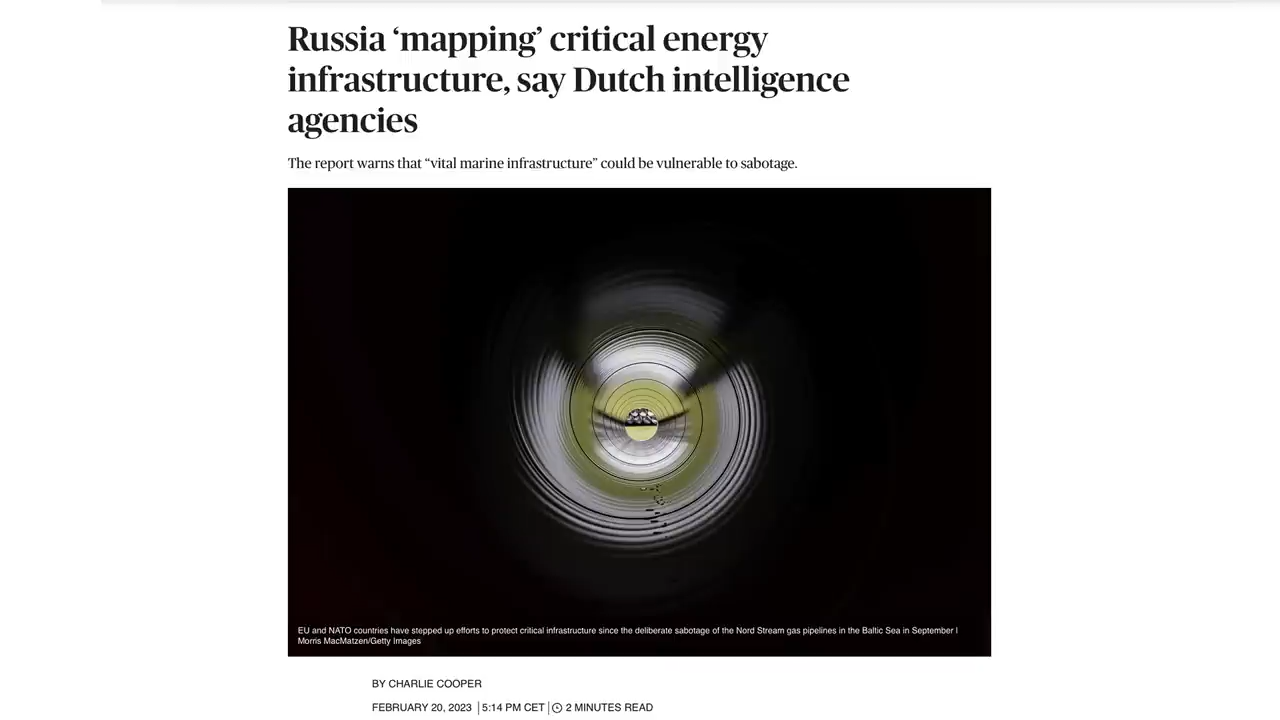 Russia ‘mapping’ critical energy
infrastructure, say Dutch intelligence
agencies
The report warns that “vital marine infrastructure” could be vulnerable to sabotage.
EU and NATO countries have stepped up efforts to protect critical infrastructure since the deliberate sabotage of the Nord Stream gas pipelines in the Baltic Sea in September |
Morris MacMatzen/Getty Images
BY CHARLIE COOPER
FEBRUARY 20, 2023 | 5:14 PM CET | 2 MINUTES READ